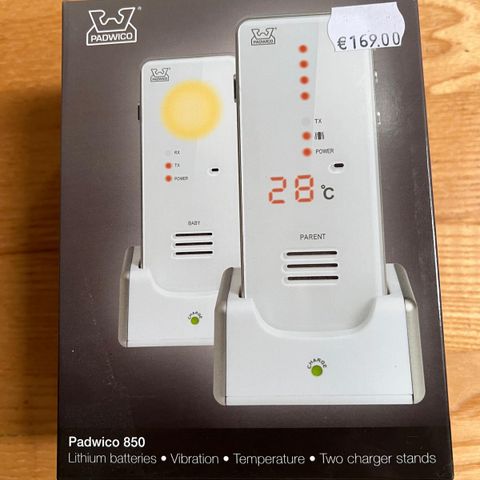 PADWICO
€169.00
PADWICO
PADWICO
TX
POWER
RX
TX
POWER
28°C
BABY
PARENT
CHARGE
CHARGE
Padwico 850
Lithium batteries • Vibration • Temperature • Two charger stands